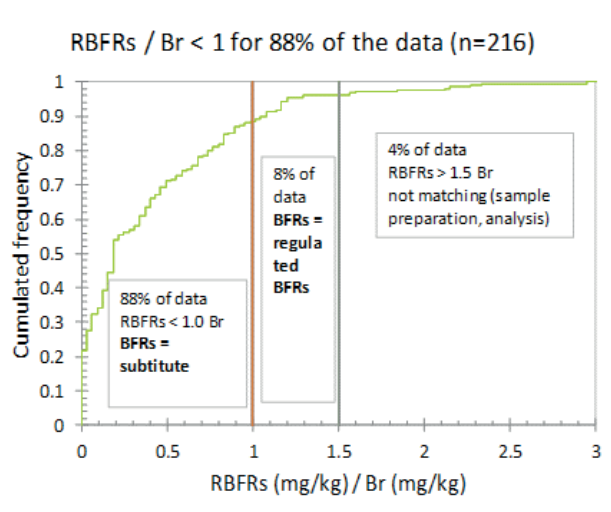 RBFRs / Br < 1 for 88% of the data (n=216)
1
0.9
0.8
0.7
0.6
0.5
0.4
0.3
0.2
0.1
0
Cumulated frequency
88% of data
RBFRs < 1.0 Br
BFRs =
subtitute
8% of
data
BFRs =
regula
ted
BFRs
4% of data
RBFRs > 1.5 Br
not matching (sample
preparation, analysis)
0
0.5
1
1.5
2
2.5
3
RBFRs (mg/kg) / Br (mg/kg)